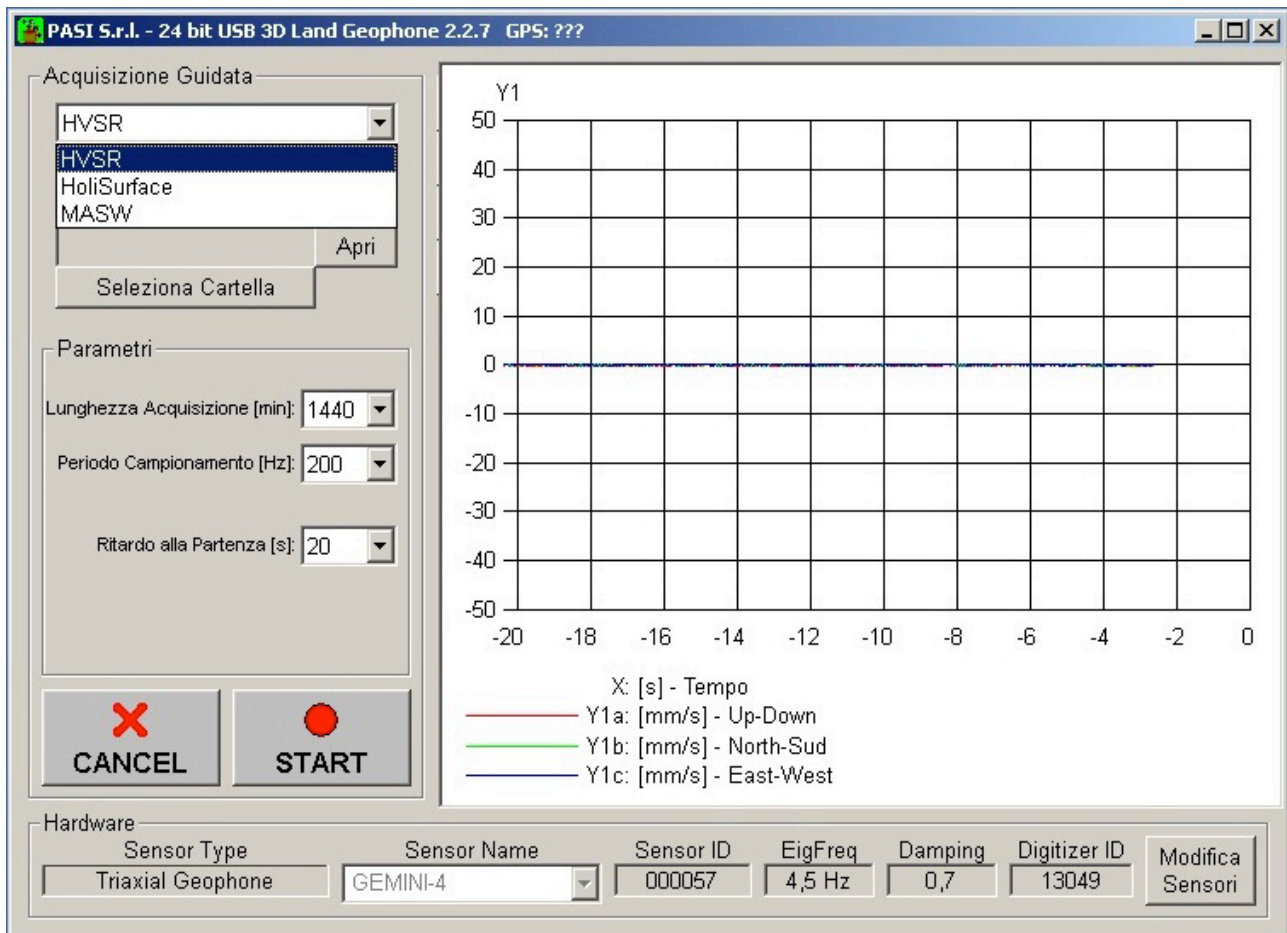 PASI S.r.l. - 24 bit USB 3D Land Geophone 2.2.7 GPS: ???
Acquisizione Guidata
HVSR
HVSR
HoliSurface
MASW
Apri
Seleziona Cartella
Parametri
Lunghezza Acquisizione [min]: 1440
Periodo Campionamento [Hz]: 200
Ritardo alla Partenza [s]: 20
CANCEL
START
Y1
50
40
30
20
10
0
-10
-20
-30
-40
-50
-20 -18 -16 -14 -12 -10 -8 -6 -4 -2 0
X: [s] - Tempo
Y1a: [mm/s] - Up-Down
Y1b: [mm/s] - North-Sud
Y1c: [mm/s] - East-West
Hardware
Sensor Type Sensor Name Sensor ID EigFreq Damping Digitizer ID
Triaxial Geophone GEMINI-4 000057 4,5 Hz 0,7 13049
Modifica
Sensori